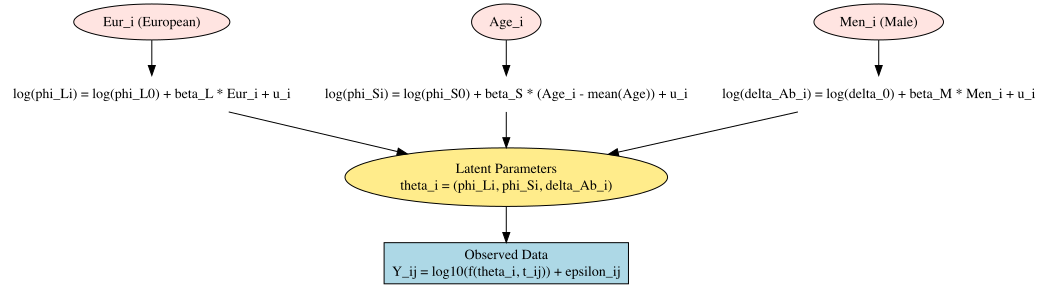 Eur_i (European)
Age_i
Men_i (Male)
log(phi_Li) = log(phi_L0) + beta_L * Eur_i + u_i
log(phi_Si) = log(phi_S0) + beta_S * (Age_i - mean(Age)) + u_i
log(delta_Ab_i) = log(delta_0) + beta_M * Men_i + u_i
Latent Parameters
theta_i = (phi_Li, phi_Si, delta_Ab_i)
Observed Data
Y_ij = log10(f(theta_i, t_ij)) + epsilon_ij